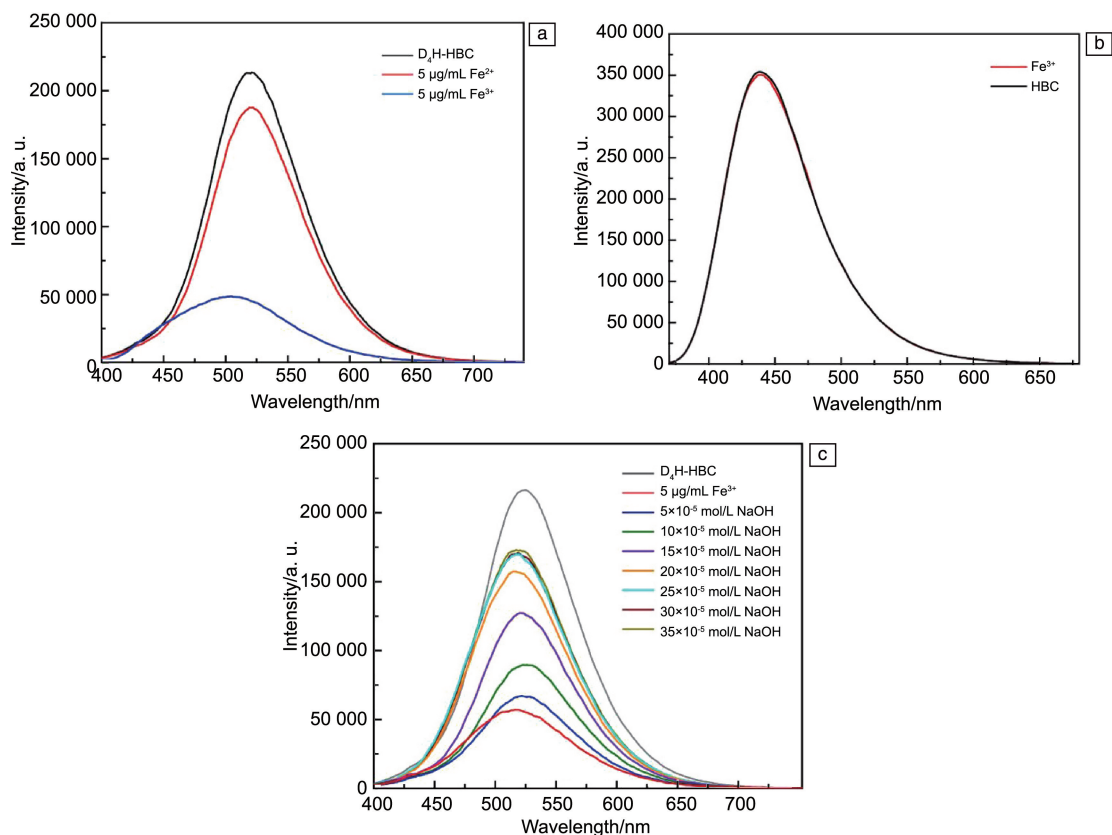 a
250 000
200 000
150 000
100 000
50 000
0
Intensity/a. u.
D₄H-HBC
5 μg/mL Fe²⁺
5 μg/mL Fe³⁺
400 450 500 550 600 650 700
Wavelength/nm
b
400 000
350 000
300 000
250 000
200 000
150 000
100 000
50 000
0
Intensity/a. u.
Fe³⁺
HBC
400 450 500 550 600 650
Wavelength/nm
c
250 000
200 000
150 000
100 000
50 000
0
Intensity/a. u.
D₄H-HBC
5 μg/mL Fe³⁺
5×10⁻⁵ mol/L NaOH
10×10⁻⁵ mol/L NaOH
15×10⁻⁵ mol/L NaOH
20×10⁻⁵ mol/L NaOH
25×10⁻⁵ mol/L NaOH
30×10⁻⁵ mol/L NaOH
35×10⁻⁵ mol/L NaOH
400 450 500 550 600 650 700
Wavelength/nm